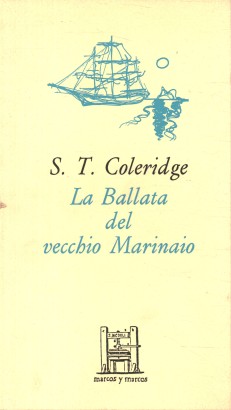 S. T. Coleridge
La Ballata
del
vecchio Marinaio
marcos y marcos